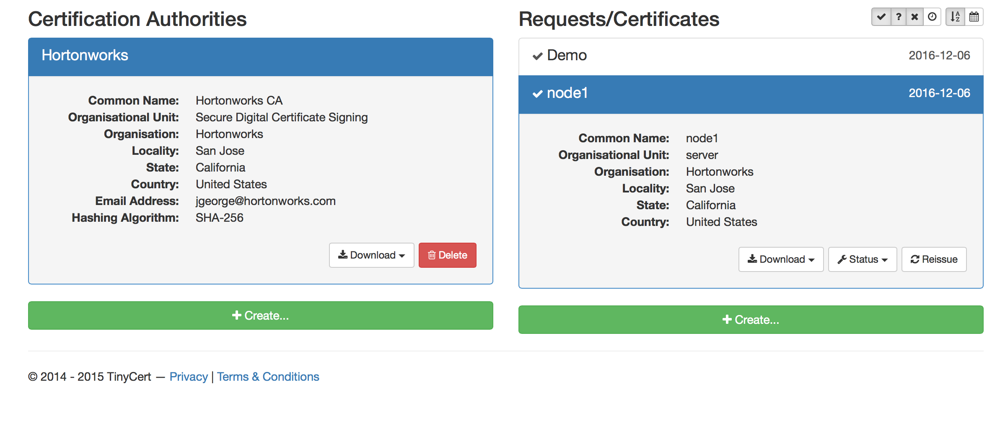 Certification Authorities
Hortonworks
Common Name: Hortonworks CA
Organisational Unit: Secure Digital Certificate Signing
Organisation: Hortonworks
Locality: San Jose
State: California
Country: United States
Email Address: jgeorge@hortonworks.com
Hashing Algorithm: SHA-256
Download Delete
Create...
Requests/Certificates
Demo 2016-12-06
node1 2016-12-06
Common Name: node1
Organisational Unit: server
Organisation: Hortonworks
Locality: San Jose
State: California
Country: United States
Download Status Reissue
Create...
© 2014 - 2015 TinyCert — Privacy | Terms & Conditions